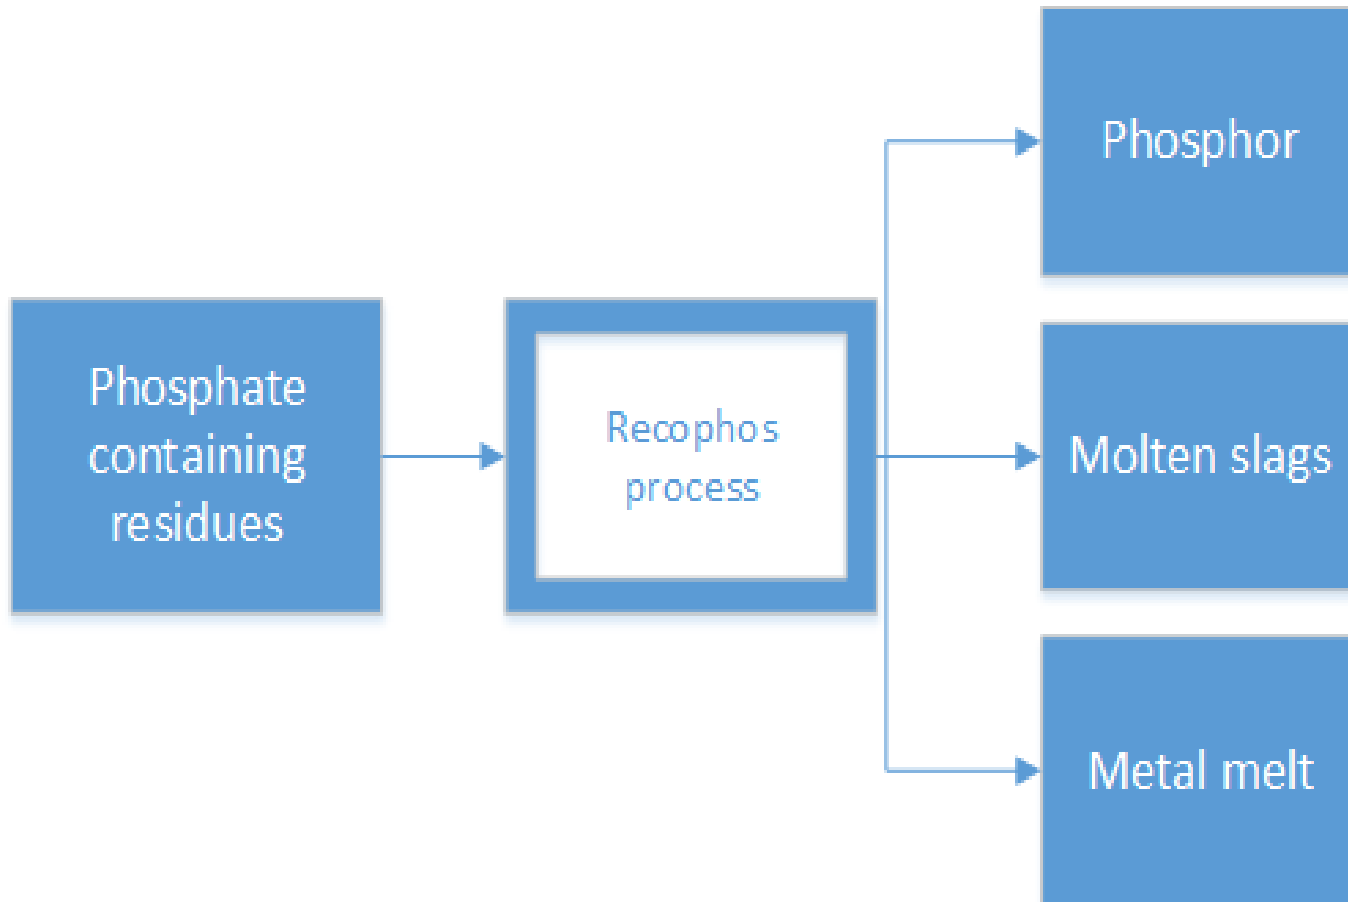 Phosphate
containing
residues
Recophos
process
Phosphor
Molten slags
Metal melt